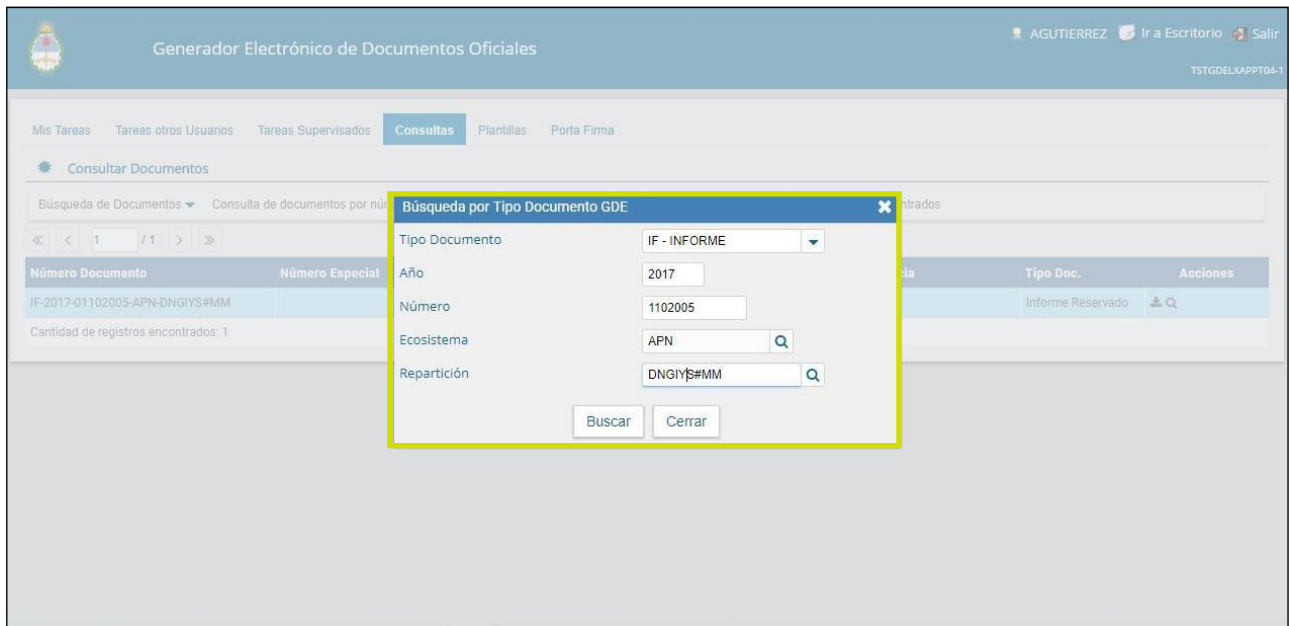 Generador Electrónico de Documentos Oficiales
AGUTIERREZ Ir a Escritorio Salir
TSTGDELXAPPT04-1
Mis Tareas Tareas otros Usuarios Tareas Supervisados Consultas Plantillas Porta Firma
Consultar Documentos
Búsqueda de Documentos Consulta de documentos por
Búsqueda por Tipo Documento GDE
Tipo Documento IF - INFORME
Año 2017
Número 1102005
Ecosistema APN
Repartición DNGIYS#MM
Buscar Cerrar
1 / 1
Número Documento Número Especial Tipo Doc. Acciones
IF-2017-01102005-APN-DNGIYS#MM Informe Reservado
Cantidad de registros encontrados: 1